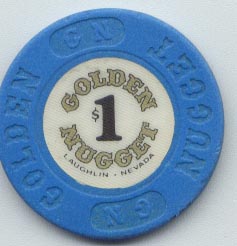 GOLDEN
$1
NUGGET
LAUGHLIN • NEVADA
GN
GOLDEN
NUGGET
GN